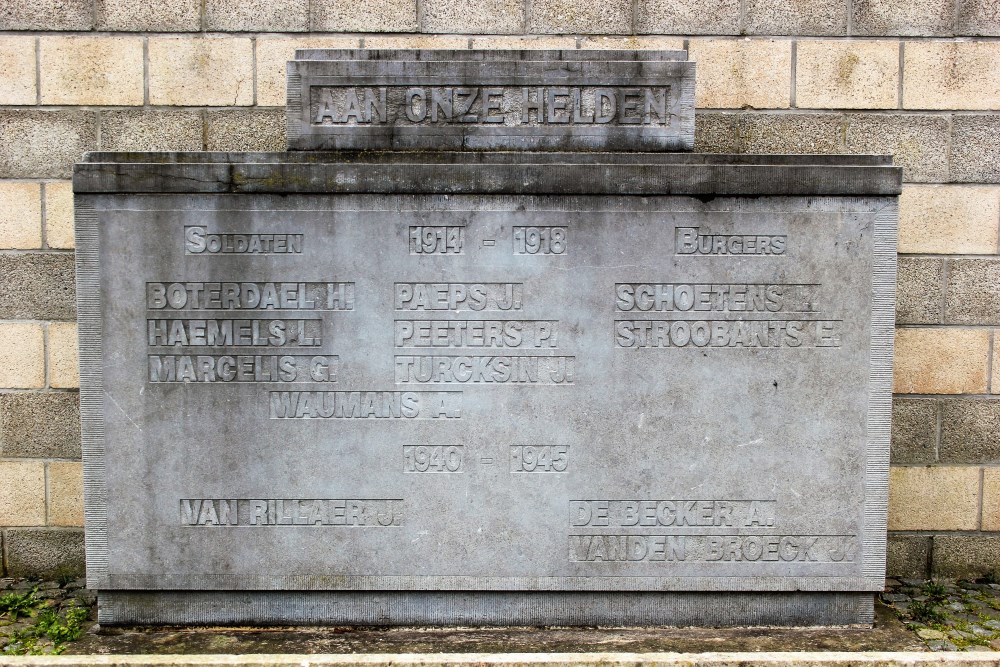 AAN ONZE HELDEN
SOLDATEN 1914 - 1918 BURGERS
BOTERDAEL H. PAEPS J. SCHOETENS
HAEMELS L. PEETERS P. STROOBANTS E.
MARCELIS G. TURCKSIN J.
WAUMANS A.
1940 - 1945
VAN RILLAER J. DE BECKER A.
VANDEN BROECK J.